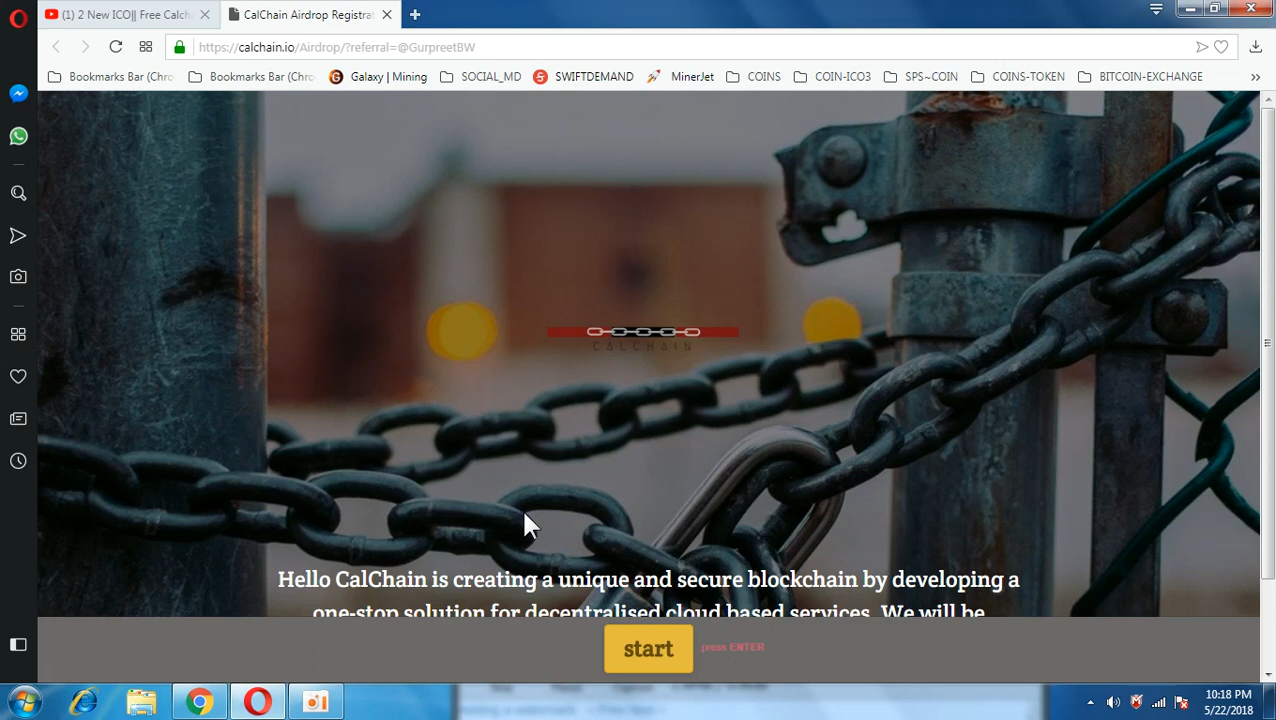 (1) 2 New ICO|| Free Calch
CalChain Airdrop Registrat
https://calchain.io/Airdrop/?referral=@GurpreetBW
Bookmarks Bar (Chro
Bookmarks Bar (Chro
Galaxy | Mining
SOCIAL_MD
SWIFTDEMAND
MinerJet
COINS
COIN-ICO3
SPS~COIN
COINS-TOKEN
BITCOIN-EXCHANGE
CALCHAIN
Hello CalChain is creating a unique and secure blockchain by developing a
one-stop solution for decentralised cloud based services. We will be
start
press ENTER
10:18 PM
5/22/2018